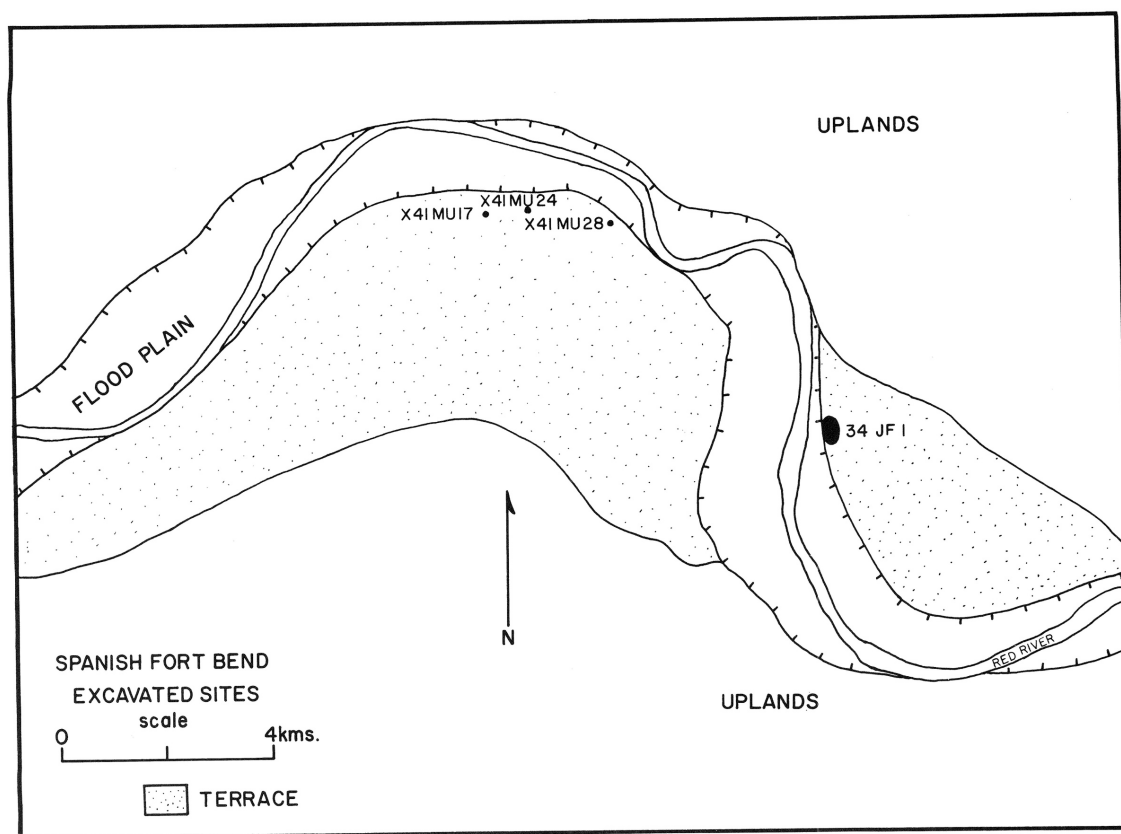 UPLANDS
X41MU24
X41MU17
X41MU28
FLOOD PLAIN
34 JF 1
N
RED RIVER
SPANISH FORT BEND
EXCAVATED SITES
scale
0 4kms.
UPLANDS
TERRACE